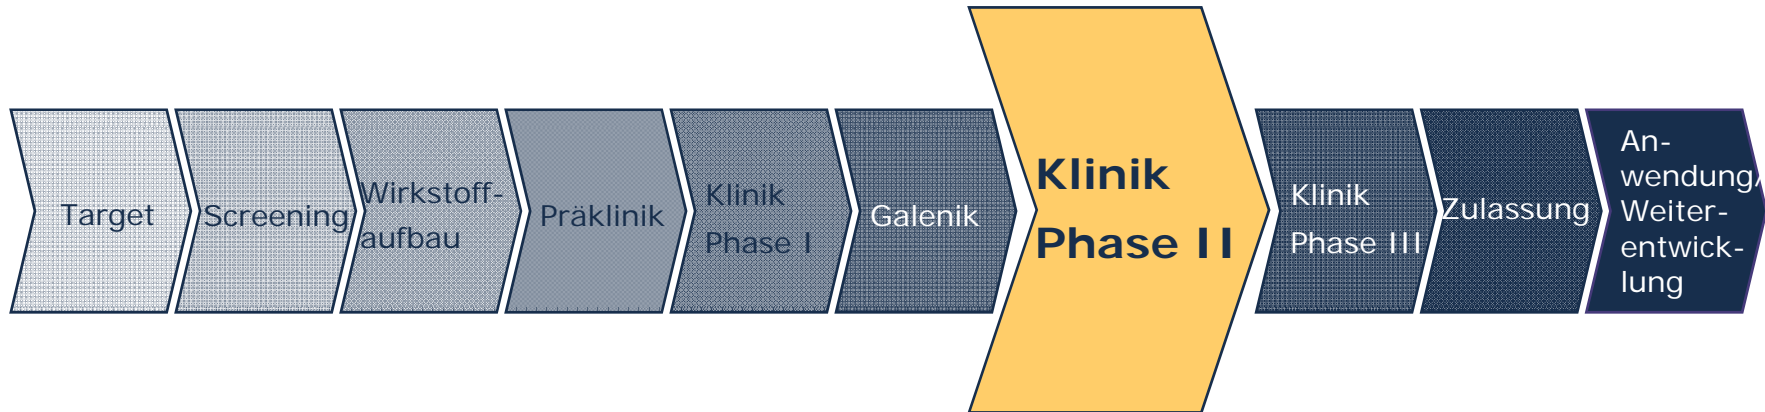 Target
Screening
Wirkstoff-
aufbau
Präklinik
Klinik
Phase I
Galenik
Klinik
Phase II
Klinik
Phase III
Zulassung
An-
wendung/
Weiter-
entwick-
lung